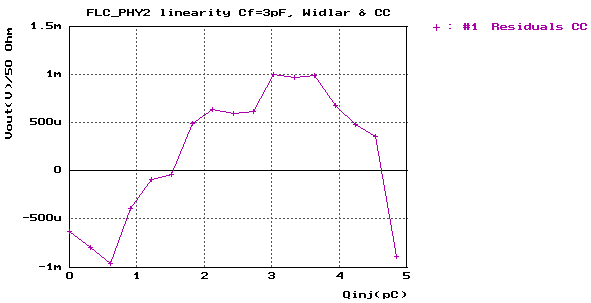 FLC_PHY2 linearity Cf=3pF, Widlar & CC
+ : #1 Residuals CC
Vout(V)/50 Ohm
1.5m
1m
500u
0
-500u
-1m
0 1 2 3 4 5
Qinj(pC)